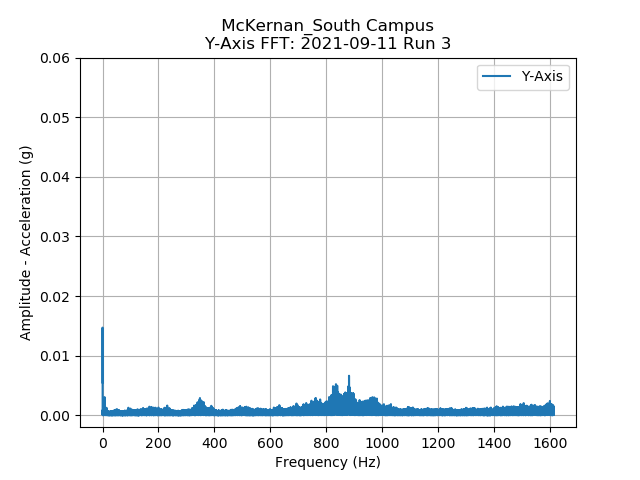 McKernan_South Campus
Y-Axis FFT: 2021-09-11 Run 3
Y-Axis
0.06
0.05
0.04
0.03
0.02
0.01
0.00
Amplitude - Acceleration (g)
0 200 400 600 800 1000 1200 1400 1600
Frequency (Hz)